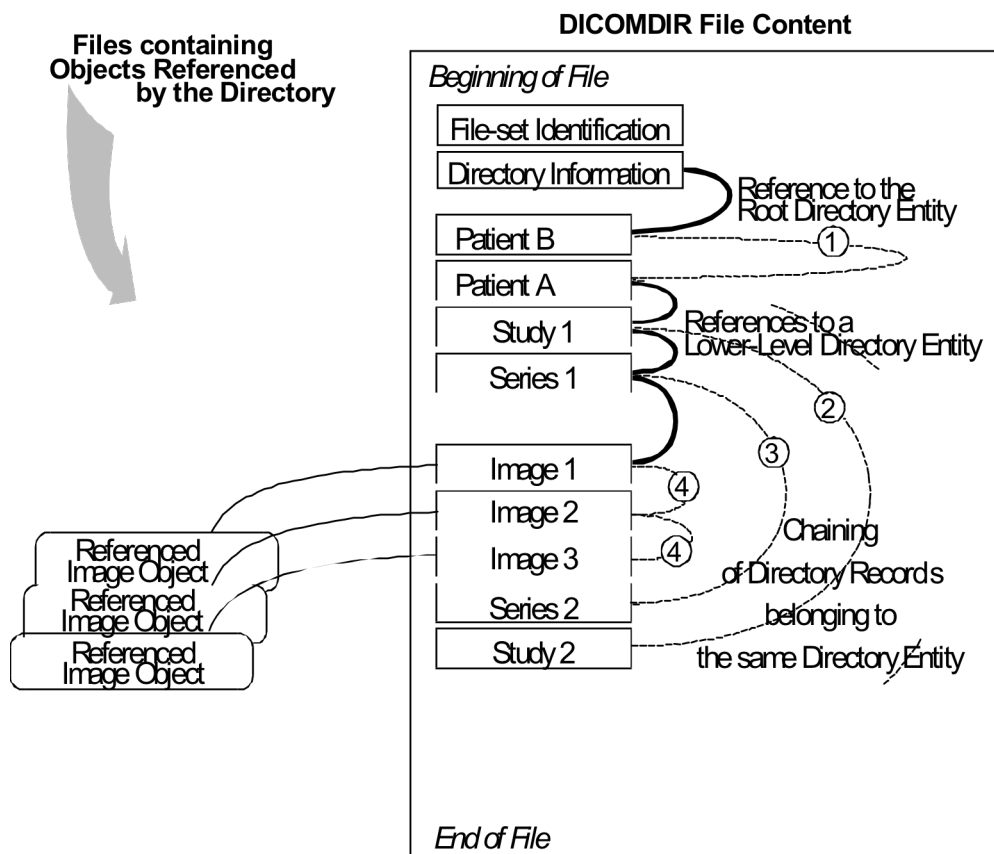 DICOMDIR File Content
Files containing
Objects Referenced
by the Directory
Beginning of File
File-set Identification
Directory Information
Reference to the
Root Directory Entity
Patient B
1
Patient A
Study 1
References to a
Lower-Level Directory Entity
Series 1
2
3
Image 1
4
Image 2
Chaining
Image 3
4
of Directory Records
Series 2
belonging to
Study 2
the same Directory Entity
Referenced
Image Object
Referenced
Image Object
Referenced
Image Object
End of File